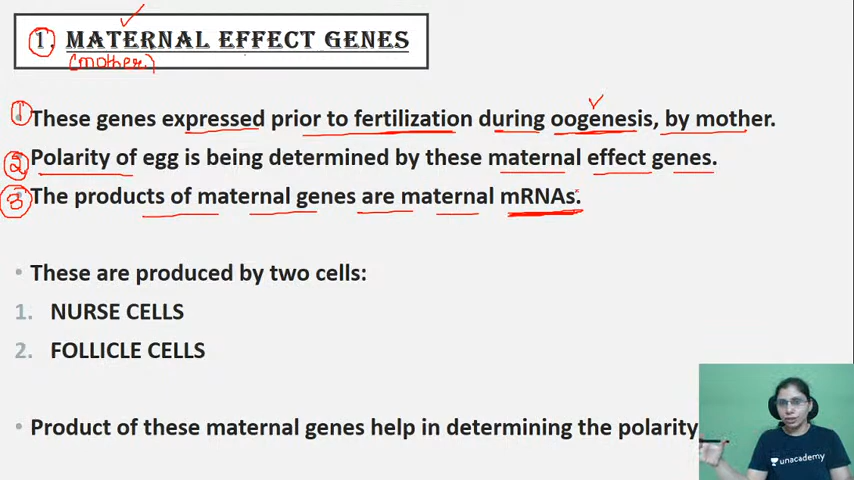 1. MATERNAL EFFECT GENES
(mother)
1 These genes expressed prior to fertilization during oogenesis, by mother.
2 Polarity of egg is being determined by these maternal effect genes.
3 The products of maternal genes are maternal mRNAs.
• These are produced by two cells:
1. NURSE CELLS
2. FOLLICLE CELLS
• Product of these maternal genes help in determining the polarity
unacademy